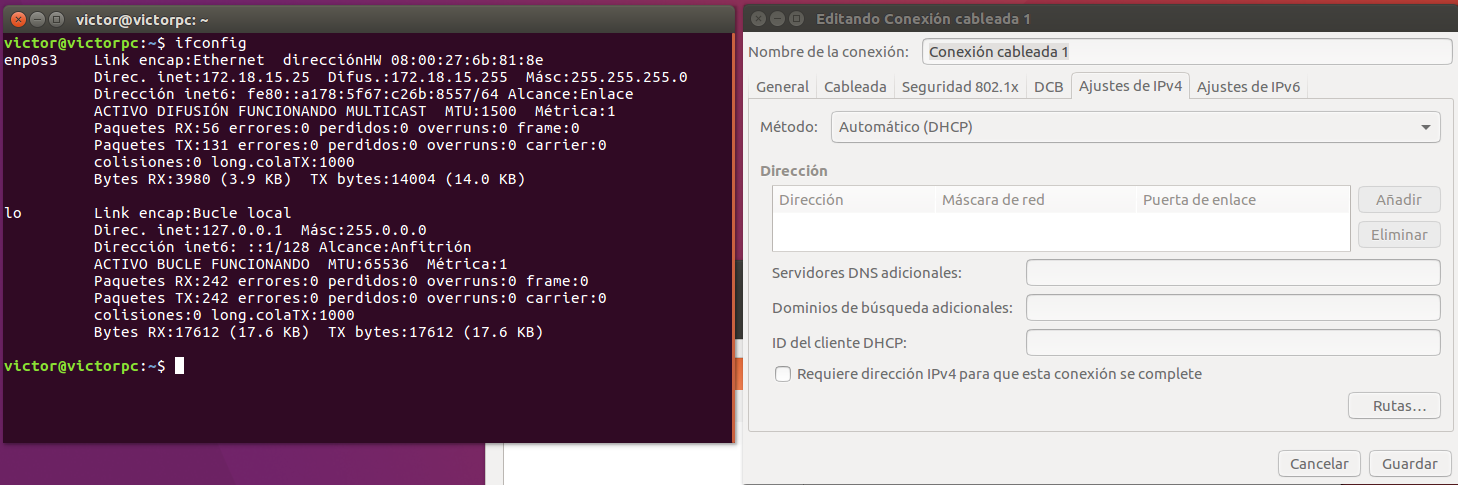 victor@victorpc: ~
victor@victorpc:~$ ifconfig
enp0s3    Link encap:Ethernet  direcciónHW 08:00:27:6b:81:8e
          Direc. inet:172.18.15.25  Difus.:172.18.15.255  Másc:255.255.255.0
          Dirección inet6: fe80::a178:5f67:c26b:8557/64 Alcance:Enlace
          ACTIVO DIFUSIÓN FUNCIONANDO MULTICAST  MTU:1500  Métrica:1
          Paquetes RX:56 errores:0 perdidos:0 overruns:0 frame:0
          Paquetes TX:131 errores:0 perdidos:0 overruns:0 carrier:0
          colisiones:0 long.colaTX:1000
          Bytes RX:3980 (3.9 KB)  TX bytes:14004 (14.0 KB)
lo        Link encap:Bucle local
          Direc. inet:127.0.0.1  Másc:255.0.0.0
          Dirección inet6: ::1/128 Alcance:Anfitrión
          ACTIVO BUCLE FUNCIONANDO  MTU:65536  Métrica:1
          Paquetes RX:242 errores:0 perdidos:0 overruns:0 frame:0
          Paquetes TX:242 errores:0 perdidos:0 overruns:0 carrier:0
          colisiones:0 long.colaTX:1000
          Bytes RX:17612 (17.6 KB)  TX bytes:17612 (17.6 KB)
victor@victorpc:~$
Editando Conexión cableada 1
Nombre de la conexión: Conexión cableada 1
General Cableada Seguridad 802.1x DCB Ajustes de IPv4 Ajustes de IPv6
Método: Automático (DHCP)
Dirección
Dirección Máscara de red Puerta de enlace Añadir
Eliminar
Servidores DNS adicionales:
Dominios de búsqueda adicionales:
ID del cliente DHCP:
Requiere dirección IPv4 para que esta conexión se complete
Rutas…
Cancelar Guardar